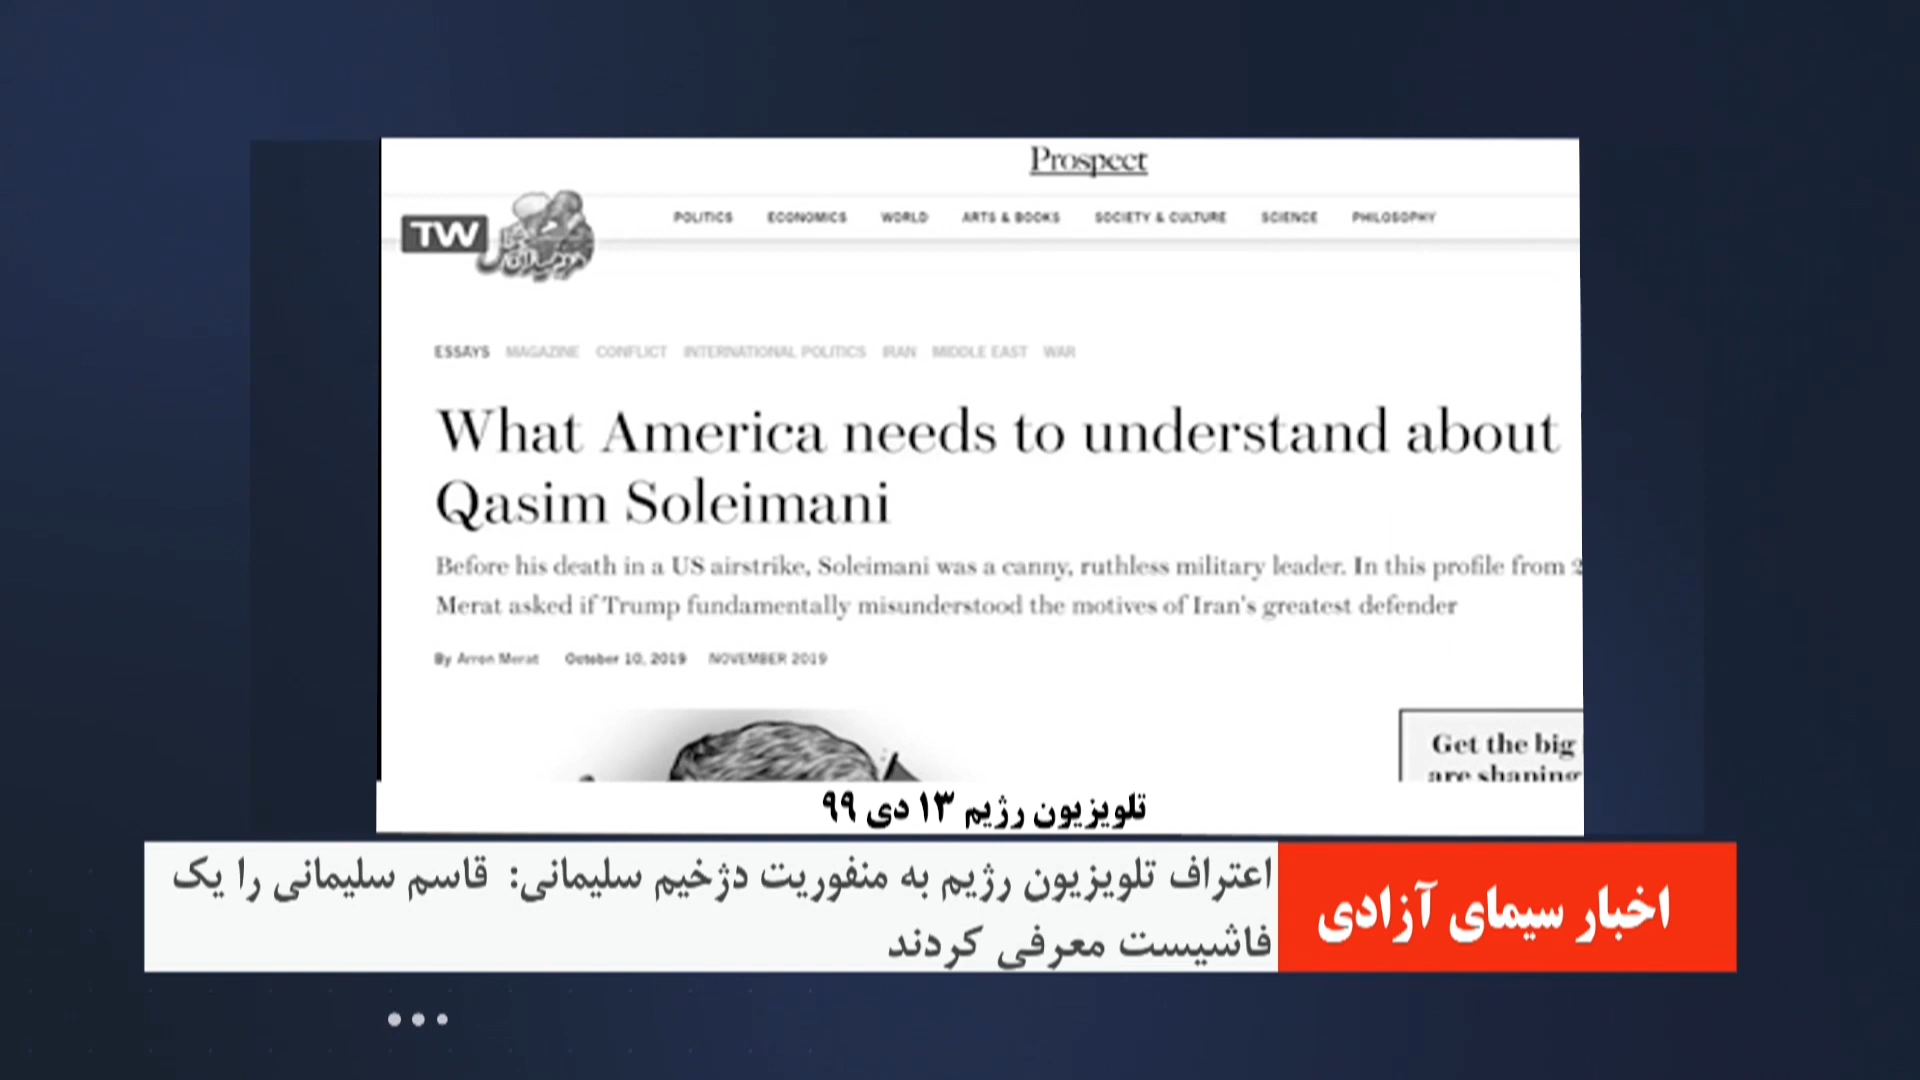 Prospect
TW
POLITICS ECONOMICS WORLD ARTS & BOOKS SOCIETY & CULTURE SCIENCE PHILOSOPHY
ESSAYS MAGAZINE CONFLICT INTERNATIONAL POLITICS IRAN MIDDLE EAST WAR
What America needs to understand about
Qasim Soleimani
Before his death in a US airstrike, Soleimani was a canny, ruthless military leader. In this profile from
Merat asked if Trump fundamentally misunderstood the motives of Iran's greatest defender
By Arron Merat October 10, 2019 NOVEMBER 2019
Get the big
are shaping
تلویزیون رژیم ۱۳ دی ۹۹
اخبار سیمای آزادی
اعتراف تلویزیون رژیم به منفوریت دژخیم سلیمانی: قاسم سلیمانی را یک
فاشیست معرفی کردند